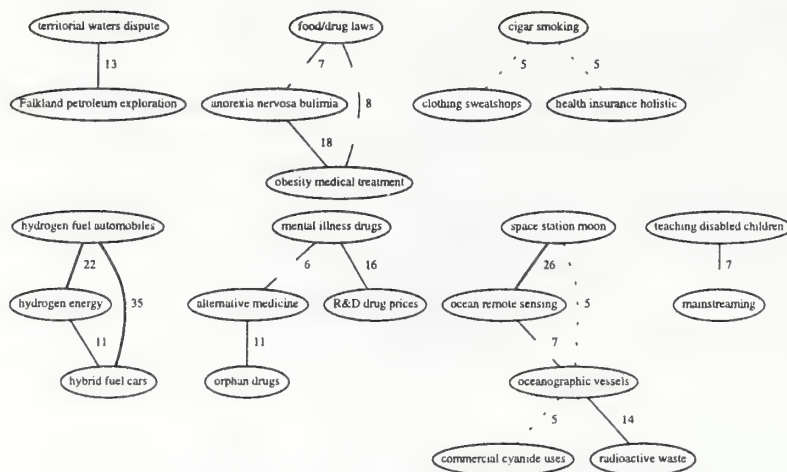 territorial waters dispute
food/drug laws
cigar smoking
13
7
5
5
Falkland petroleum exploration
anorexia nervosa bulimia
8
clothing sweatshops
health insurance holistic
18
obesity medical treatment
hydrogen fuel automobiles
mental illness drugs
space station moon
teaching disabled children
22
6
16
26
7
hydrogen energy
35
alternative medicine
R&D drug prices
ocean remote sensing
5
mainstreaming
11
11
7
hybrid fuel cars
orphan drugs
oceanographic vessels
5
14
commercial cyanide uses
radioactive waste